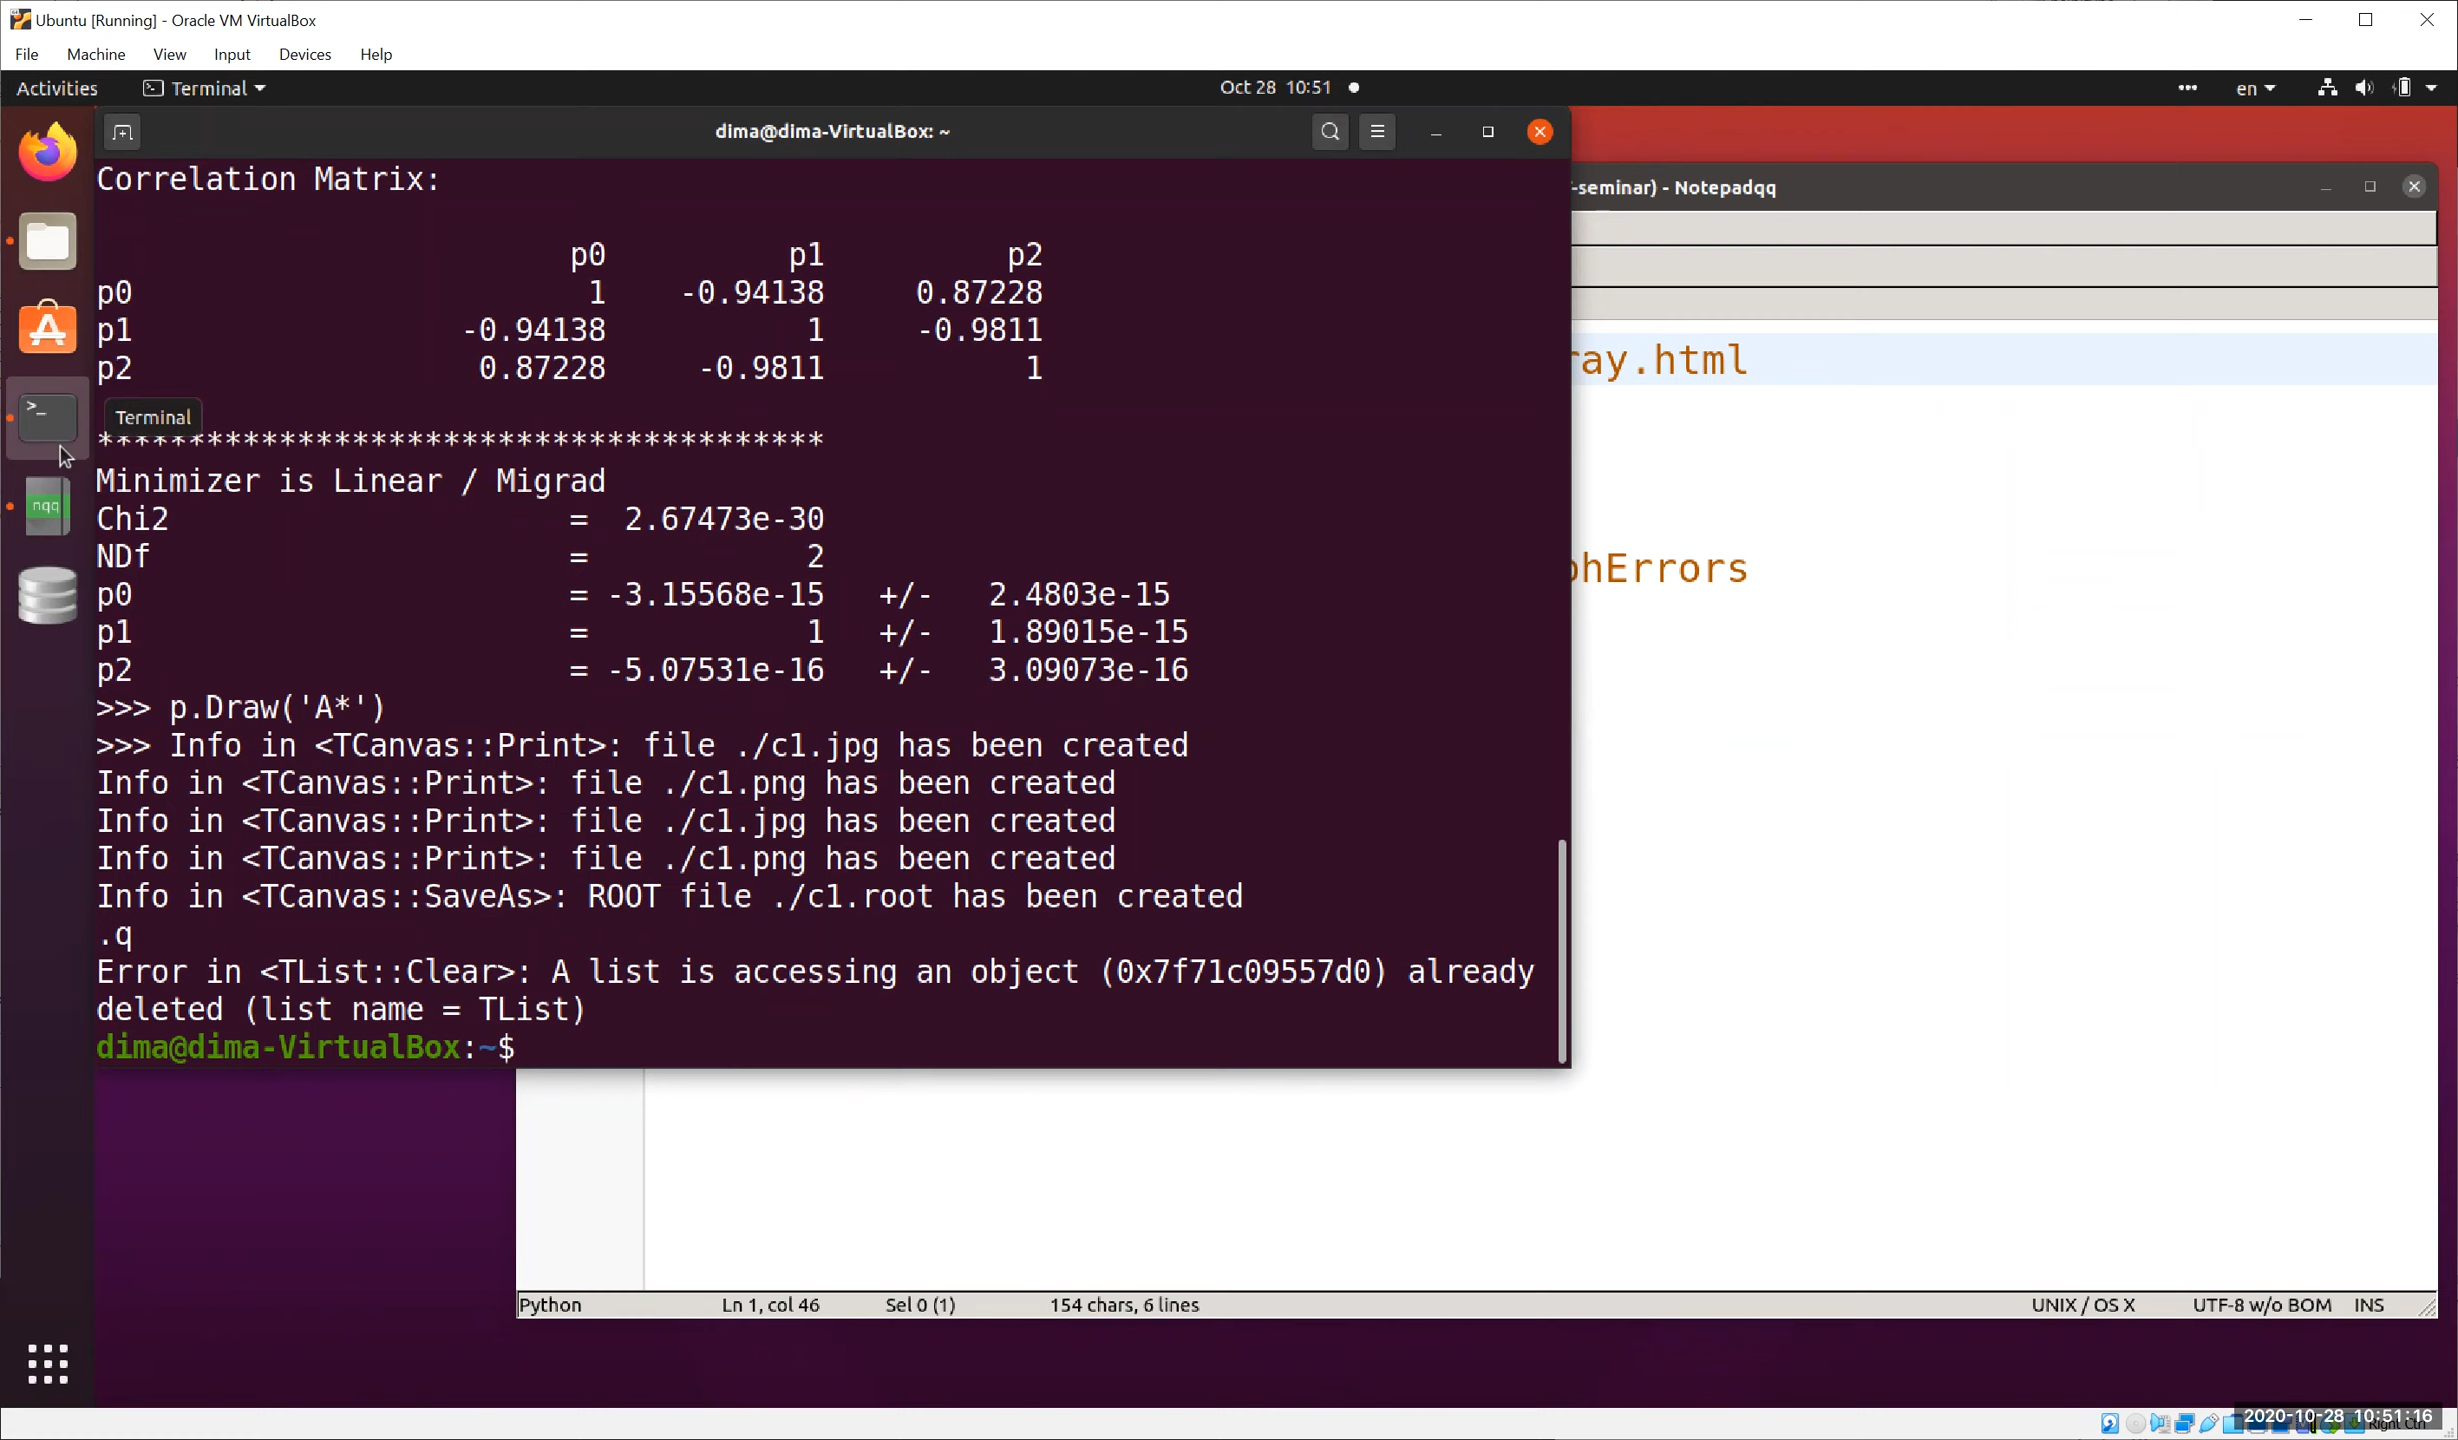 Ubuntu [Running] - Oracle VM VirtualBox
File Machine View Input Devices Help
Activities Terminal Oct 28 10:51 en
dima@dima-VirtualBox: ~
-seminar) - Notepadqq
Correlation Matrix:
p0 p1 p2
p0 1 -0.94138 0.87228
p1 -0.94138 1 -0.9811
p2 0.87228 -0.9811 1
ray.html
>_
Terminal
****************************************
Minimizer is Linear / Migrad
Chi2 = 2.67473e-30
nqq
NDf = 2
hErrors
p0 = -3.15568e-15 +/- 2.4803e-15
p1 = 1 +/- 1.89015e-15
p2 = -5.07531e-16 +/- 3.09073e-16
>>> p.Draw('A*')
>>> Info in <TCanvas::Print>: file ./c1.jpg has been created
Info in <TCanvas::Print>: file ./c1.png has been created
Info in <TCanvas::Print>: file ./c1.jpg has been created
Info in <TCanvas::Print>: file ./c1.png has been created
Info in <TCanvas::SaveAs>: ROOT file ./c1.root has been created
.q
Error in <TList::Clear>: A list is accessing an object (0x7f71c09557d0) already
deleted (list name = TList)
dima@dima-VirtualBox:~$
Python Ln 1, col 46 Sel 0 (1) 154 chars, 6 lines UNIX / OS X UTF-8 w/o BOM INS
2020-10-28 10:51:16
Right Ctrl